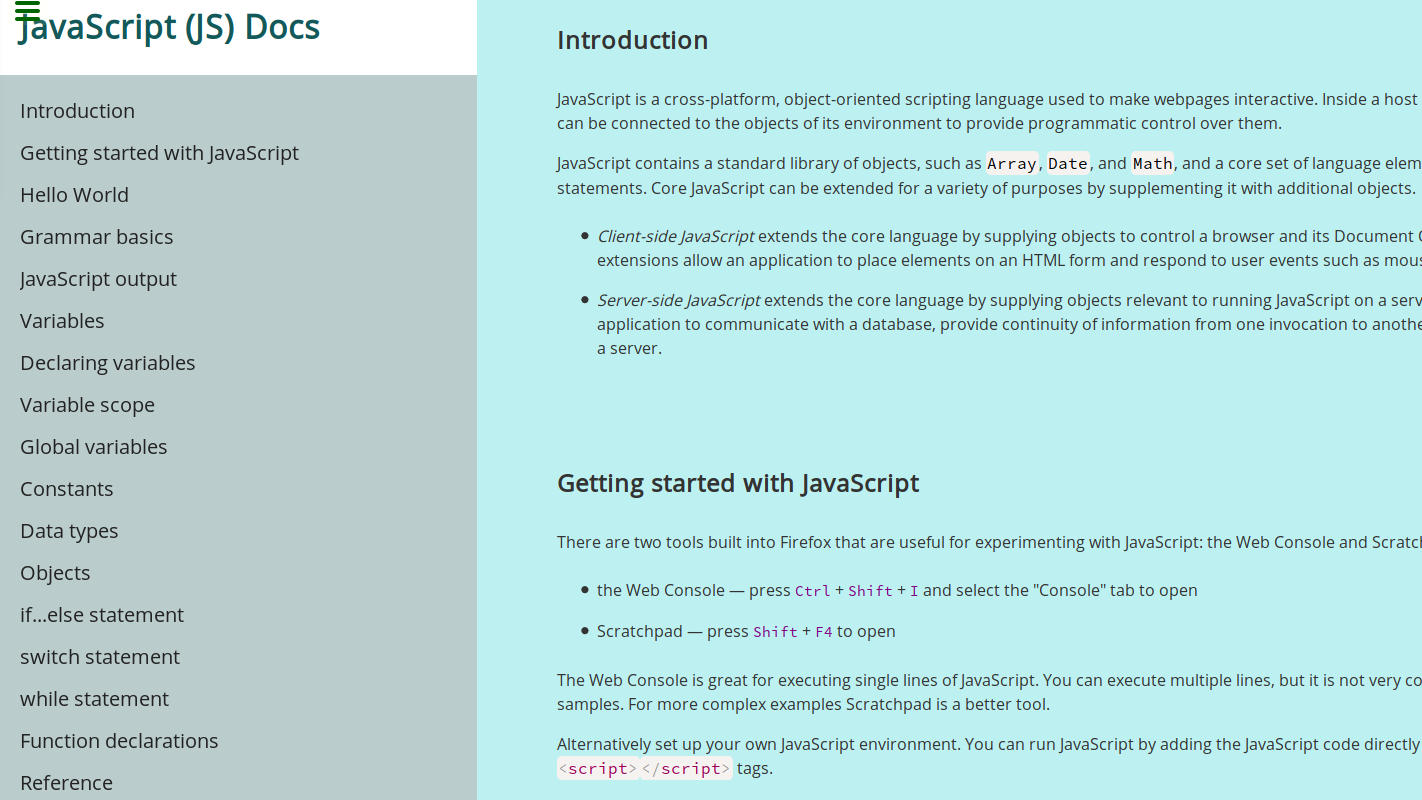 JavaScript (JS) Docs
Introduction
Getting started with JavaScript
Hello World
Grammar basics
JavaScript output
Variables
Declaring variables
Variable scope
Global variables
Constants
Data types
Objects
if...else statement
switch statement
while statement
Function declarations
Reference
Introduction
JavaScript is a cross-platform, object-oriented scripting language used to make webpages interactive. Inside a host
can be connected to the objects of its environment to provide programmatic control over them.
JavaScript contains a standard library of objects, such as Array, Date, and Math, and a core set of language elem
statements. Core JavaScript can be extended for a variety of purposes by supplementing it with additional objects.
• Client-side JavaScript extends the core language by supplying objects to control a browser and its Document
extensions allow an application to place elements on an HTML form and respond to user events such as mous
• Server-side JavaScript extends the core language by supplying objects relevant to running JavaScript on a serv
application to communicate with a database, provide continuity of information from one invocation to anothe
a server.
Getting started with JavaScript
There are two tools built into Firefox that are useful for experimenting with JavaScript: the Web Console and Scratch
• the Web Console — press Ctrl + Shift + I and select the "Console" tab to open
• Scratchpad — press Shift + F4 to open
The Web Console is great for executing single lines of JavaScript. You can execute multiple lines, but it is not very co
samples. For more complex examples Scratchpad is a better tool.
Alternatively set up your own JavaScript environment. You can run JavaScript by adding the JavaScript code directly
<script></script> tags.